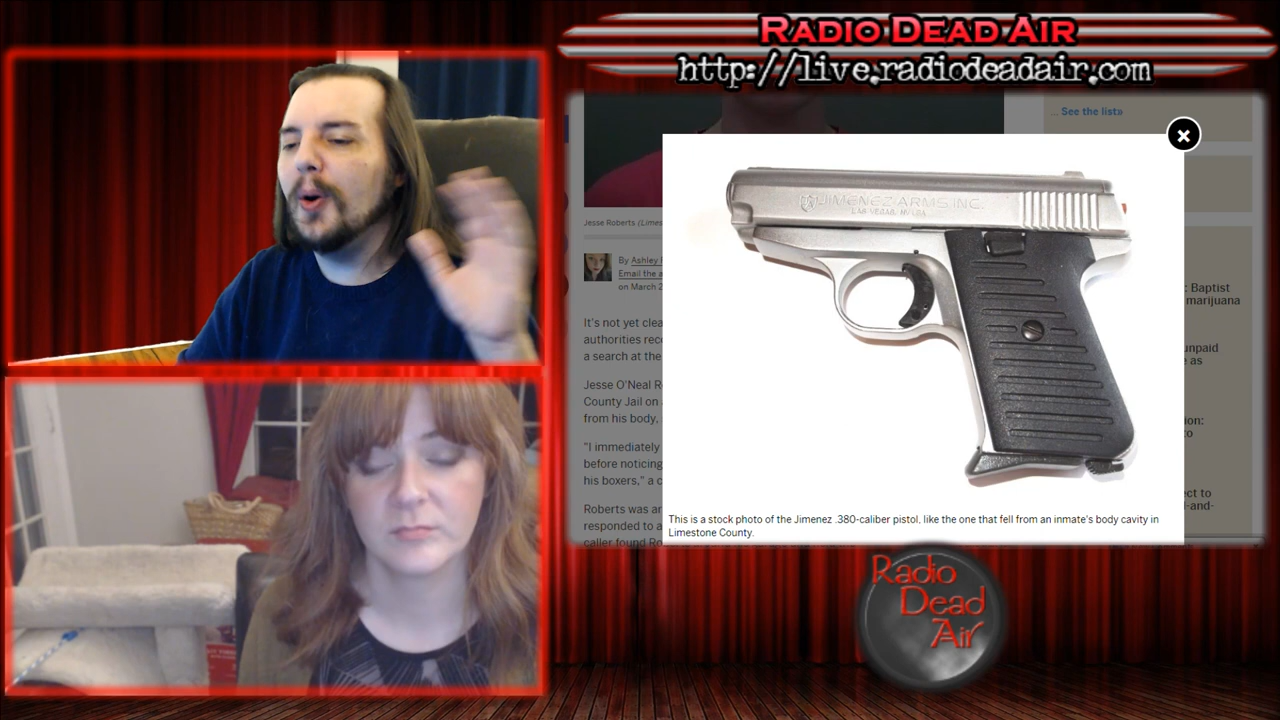 Radio Dead Air
http://live.radiodeadair.com
... See the list»
JIMENEZ ARMS INC.
LAS VEGAS, NV USA
Jesse Roberts (Limes
By Ashley
Email the a
on March 2
: Baptist
marijuana
It's not yet clea
authorities reco
a search at the
unpaid
e as
Jesse O'Neal R
County Jail on
from his body,
ion:
to
"I immediately
before noticing
his boxers," a c
Roberts was ar
responded to a
ect to
d-and-
This is a stock photo of the Jimenez .380-caliber pistol, like the one that fell from an inmate's body cavity in
Limestone County.
Radio
Dead
Air